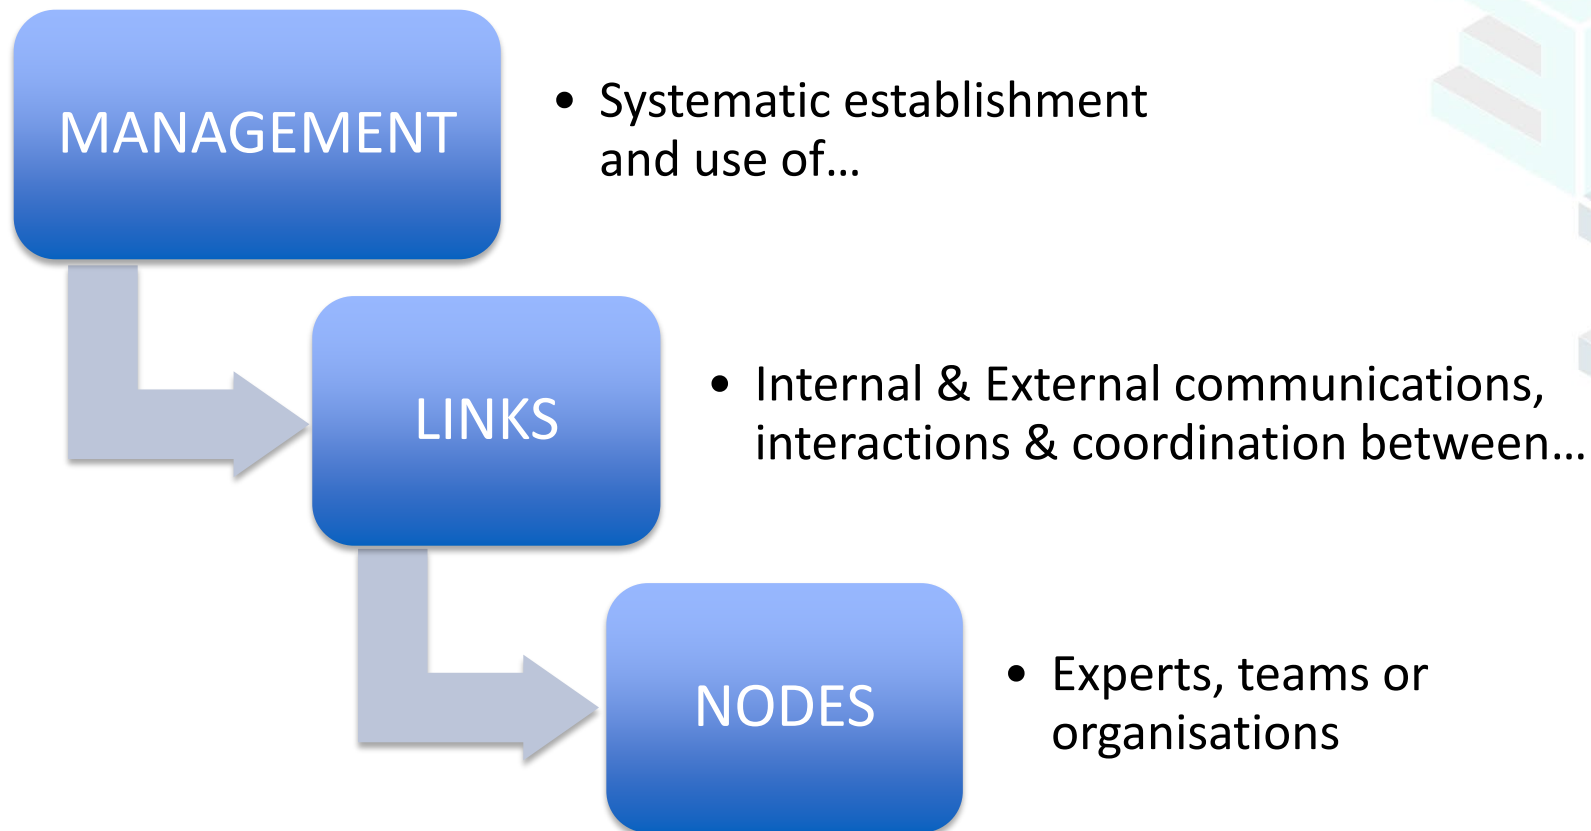 MANAGEMENT
• Systematic establishment
and use of…
LINKS
• Internal & External communications,
interactions & coordination between…
NODES
• Experts, teams or
organisations